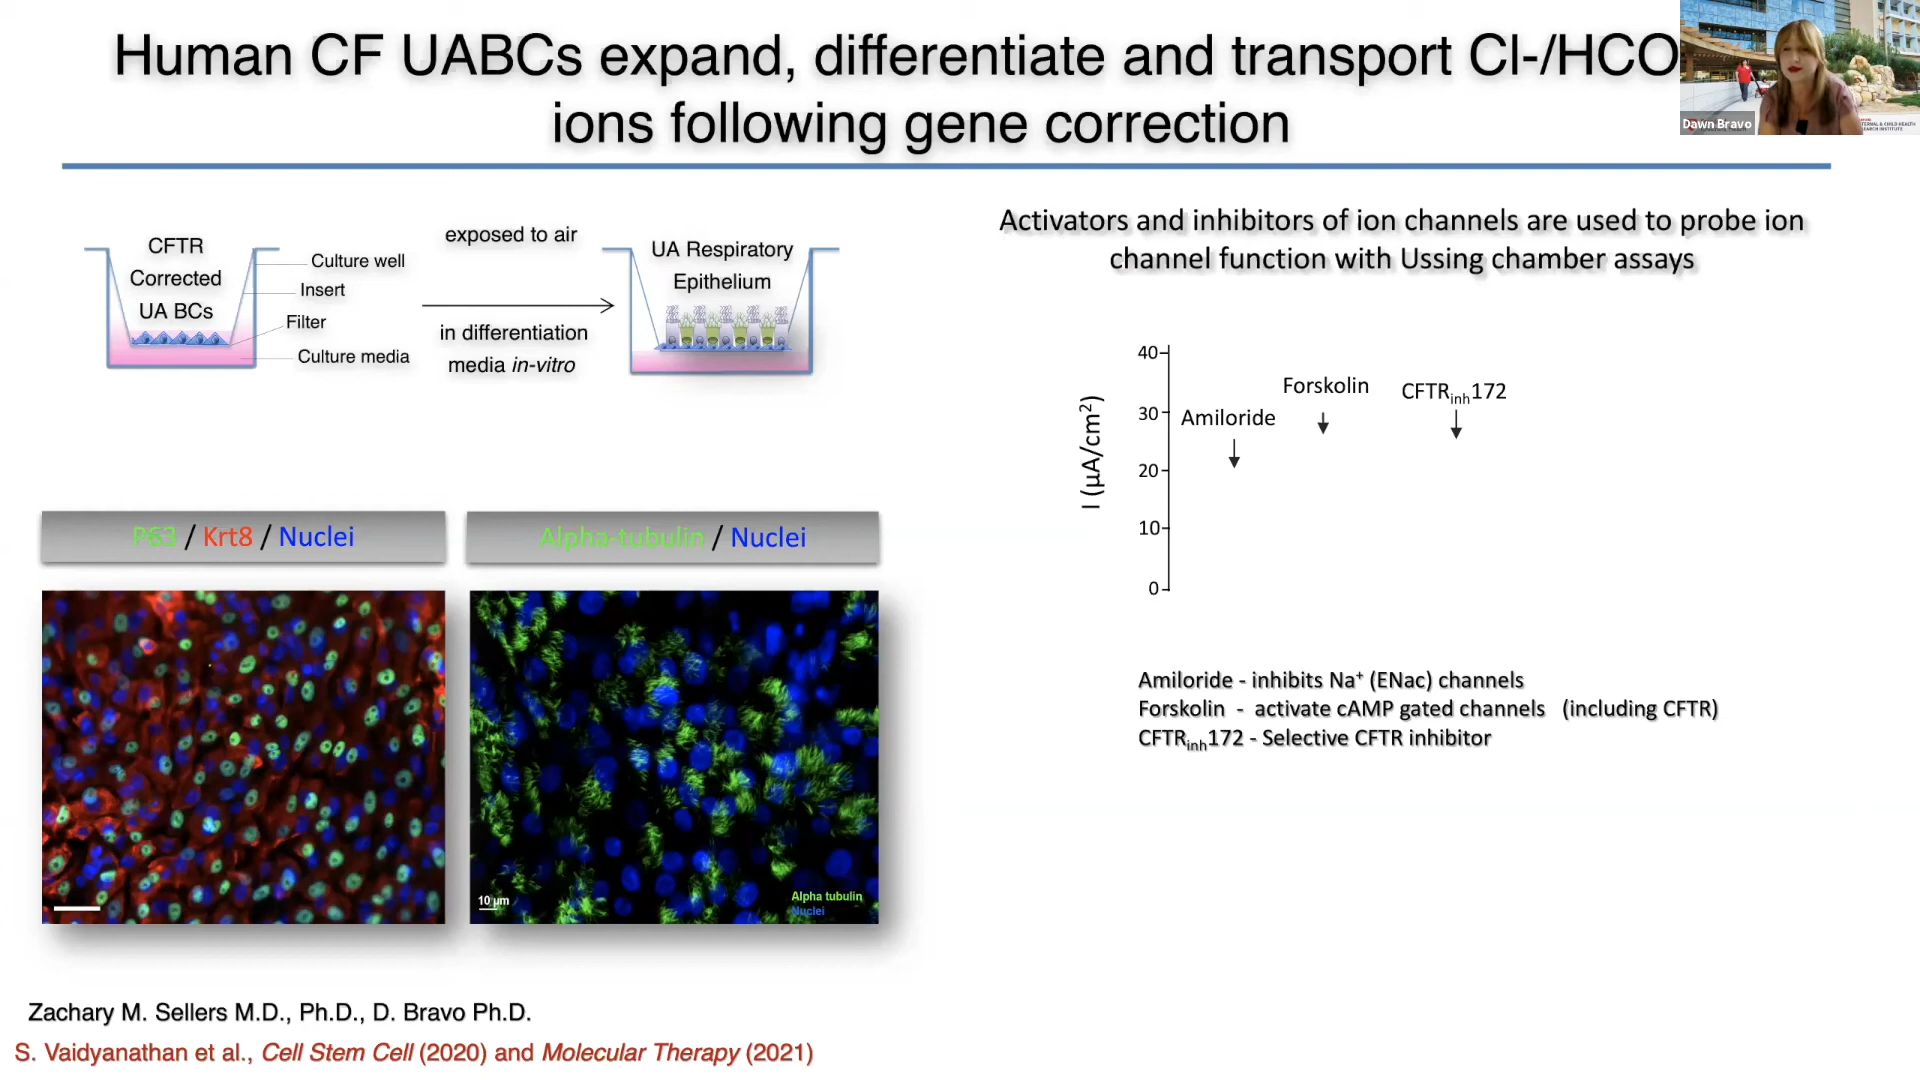 Human CF UABCs expand, differentiate and transport Cl-/HCO
ions following gene correction
Dawn Bravo
CFTR
Corrected
UA BCs
Culture well
Insert
Filter
Culture media
exposed to air
in differentiation
media in-vitro
UA Respiratory
Epithelium
Activators and inhibitors of ion channels are used to probe ion
channel function with Ussing chamber assays
I (µA/cm²)
40
30
20
10
0
Amiloride
Forskolin
CFTRinh172
Amiloride - inhibits Na⁺ (ENac) channels
Forskolin - activate cAMP gated channels (including CFTR)
CFTRinh172 - Selective CFTR inhibitor
P63 / Krt8 / Nuclei
Alpha-tubulin / Nuclei
10 µm
Alpha tubulin
Nuclei
Zachary M. Sellers M.D., Ph.D., D. Bravo Ph.D.
S. Vaidyanathan et al., Cell Stem Cell (2020) and Molecular Therapy (2021)